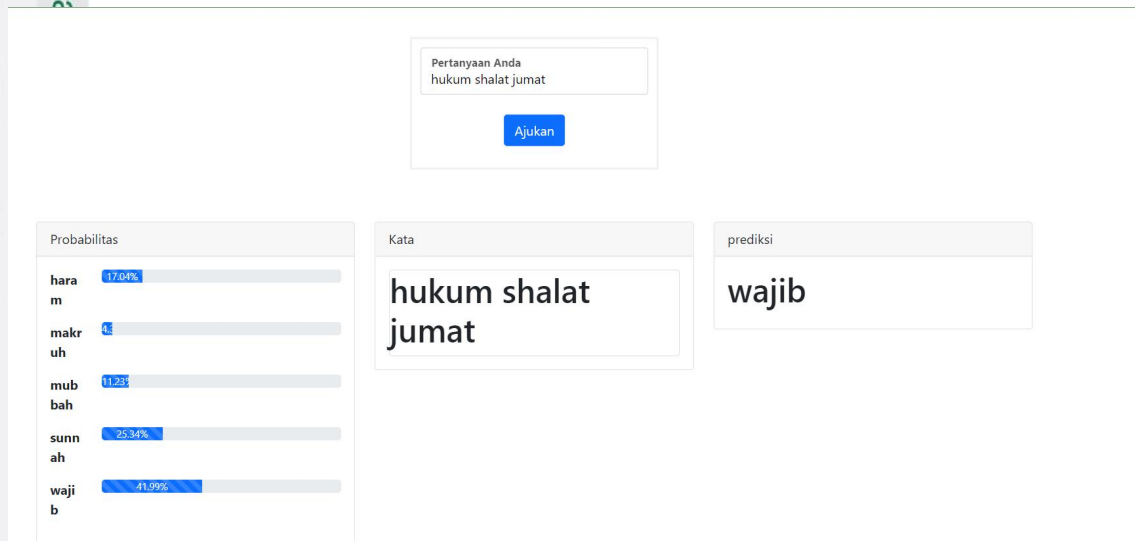 Pertanyaan Anda
hukum shalat jumat
Ajukan
Probabilitas
hara
m
17.04%
makr
uh
mub
bah
11.23%
sunn
ah
25.34%
waji
b
41.99%
Kata
hukum shalat
jumat
prediksi
wajib